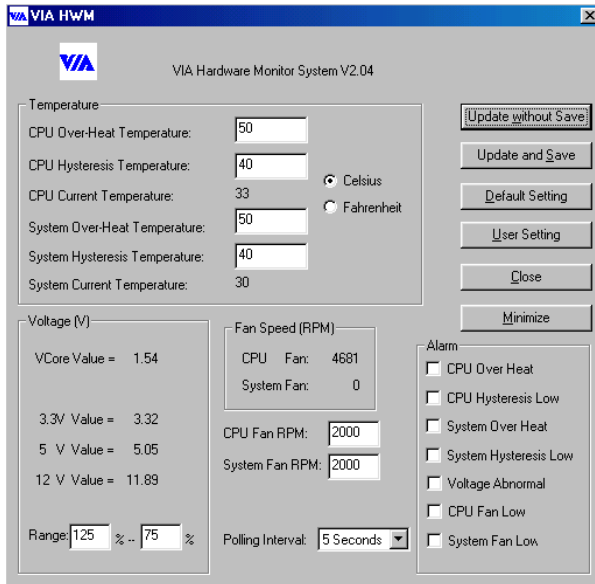 VIA HWM
VIA
VIA Hardware Monitor System V2.04
Temperature
CPU Over-Heat Temperature: 50
CPU Hysteresis Temperature: 40
CPU Current Temperature: 33
System Over-Heat Temperature: 50
System Hysteresis Temperature: 40
System Current Temperature: 30
Celsius
Fahrenheit
Update without Save
Update and Save
Default Setting
User Setting
Close
Minimize
Voltage (V)
VCore Value = 1.54
3.3V Value = 3.32
5 V Value = 5.05
12 V Value = 11.89
Range: 125 % -- 75 %
Fan Speed (RPM)
CPU Fan: 4681
System Fan: 0
CPU Fan RPM: 2000
System Fan RPM: 2000
Polling Interval: 5 Seconds
Alarm
CPU Over Heat
CPU Hysteresis Low
System Over Heat
System Hysteresis Low
Voltage Abnormal
CPU Fan Low
System Fan Low